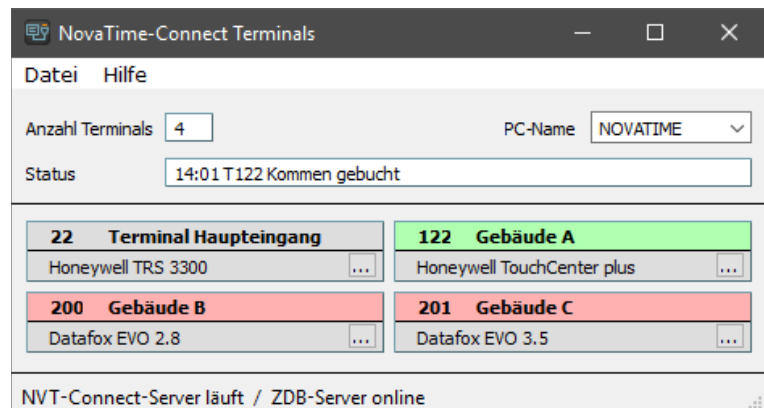 NovaTime-Connect Terminals
Datei Hilfe
Anzahl Terminals 4 PC-Name NOVATIME
Status 14:01 T122 Kommen gebucht
22 Terminal Haupteingang
Honeywell TRS 3300 ...
122 Gebäude A
Honeywell TouchCenter plus ...
200 Gebäude B
Datafox EVO 2.8 ...
201 Gebäude C
Datafox EVO 3.5 ...
NVT-Connect-Server läuft / ZDB-Server online